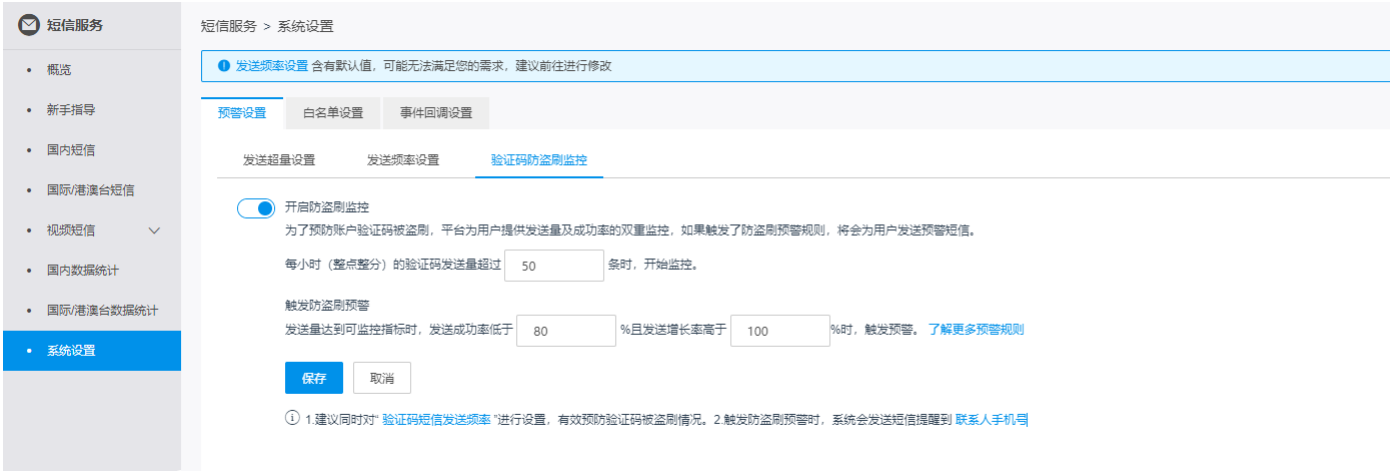 短信服务
概览
新手指导
国内短信
国际/港澳台短信
视频短信
国内数据统计
国际/港澳台数据统计
系统设置
短信服务 > 系统设置
发送频率设置 含有默认值，可能无法满足您的需求，建议前往进行修改
预警设置 白名单设置 事件回调设置
发送超量设置 发送频率设置 验证码防盗刷监控
开启防盗刷监控
为了预防账户验证码被盗刷，平台为用户提供发送量及成功率的双重监控，如果触发了防盗刷预警规则，将会为用户发送预警短信。
每小时（整点整分）的验证码发送量超过 50 条时，开始监控。
触发防盗刷预警
发送量达到可监控指标时，发送成功率低于 80 %且发送增长率高于 100 %时，触发预警。 了解更多预警规则
保存 取消
1.建议同时对“ 验证码短信发送频率 ”进行设置，有效预防验证码被盗刷情况。2.触发防盗刷预警时，系统会发送短信提醒到 联系人手机号